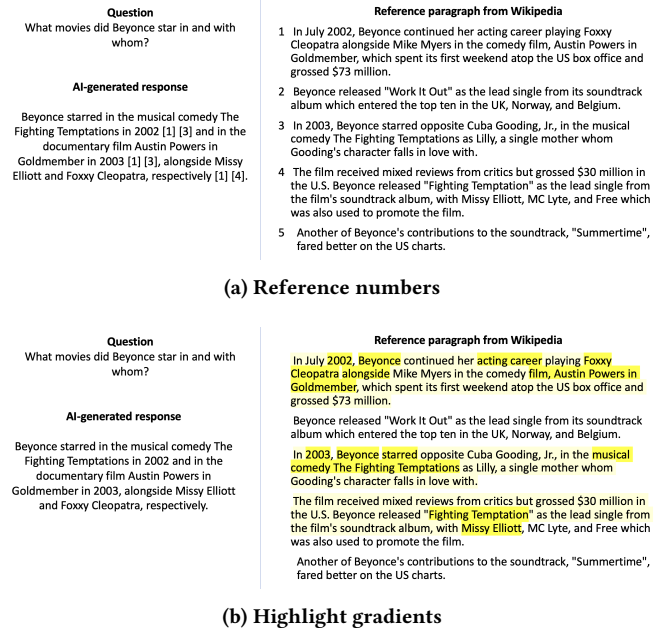 Question
What movies did Beyonce star in and with
whom?
AI-generated response
Beyonce starred in the musical comedy The
Fighting Temptations in 2002 [1] [3] and in the
documentary film Austin Powers in
Goldmember in 2003 [1] [3], alongside Missy
Elliott and Foxxy Cleopatra, respectively [1] [4].
Reference paragraph from Wikipedia
1 In July 2002, Beyonce continued her acting career playing Foxxy
Cleopatra alongside Mike Myers in the comedy film, Austin Powers in
Goldmember, which spent its first weekend atop the US box office and
grossed $73 million.
2 Beyonce released "Work It Out" as the lead single from its soundtrack
album which entered the top ten in the UK, Norway, and Belgium.
3 In 2003, Beyonce starred opposite Cuba Gooding, Jr., in the musical
comedy The Fighting Temptations as Lilly, a single mother whom
Gooding's character falls in love with.
4 The film received mixed reviews from critics but grossed $30 million in
the U.S. Beyonce released "Fighting Temptation" as the lead single from
the film's soundtrack album, with Missy Elliott, MC Lyte, and Free which
was also used to promote the film.
5 Another of Beyonce's contributions to the soundtrack, "Summertime",
fared better on the US charts.
(a) Reference numbers
Question
What movies did Beyonce star in and with
whom?
AI-generated response
Beyonce starred in the musical comedy The
Fighting Temptations in 2002 and in the
documentary film Austin Powers in
Goldmember in 2003, alongside Missy Elliott
and Foxxy Cleopatra, respectively.
Reference paragraph from Wikipedia
In July 2002, Beyonce continued her acting career playing Foxxy
Cleopatra alongside Mike Myers in the comedy film, Austin Powers in
Goldmember, which spent its first weekend atop the US box office and
grossed $73 million.
Beyonce released "Work It Out" as the lead single from its soundtrack
album which entered the top ten in the UK, Norway, and Belgium.
In 2003, Beyonce starred opposite Cuba Gooding, Jr., in the musical
comedy The Fighting Temptations as Lilly, a single mother whom
Gooding's character falls in love with.
The film received mixed reviews from critics but grossed $30 million in
the U.S. Beyonce released "Fighting Temptation" as the lead single from
the film's soundtrack album, with Missy Elliott, MC Lyte, and Free which
was also used to promote the film.
Another of Beyonce's contributions to the soundtrack, "Summertime",
fared better on the US charts.
(b) Highlight gradients